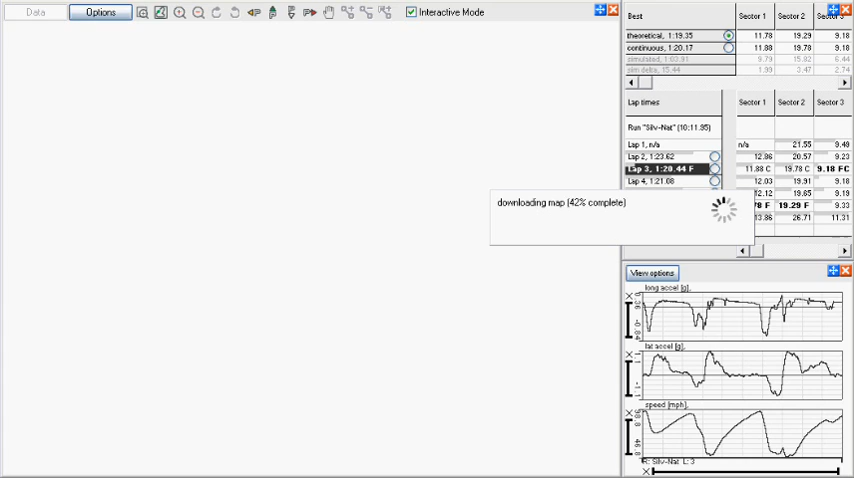 Data Options Interactive Mode
Best Sector 1 Sector 2 Sector 3
theoretical, 1:19.35 11.78 19.29 9.18
continuous, 1:20.17 11.88 19.78 9.18
simulated, 1:03.91 9.79 15.82 6.44
slim delta, 15.44 1.99 3.47 2.74
Lap times Sector 1 Sector 2 Sector 3
Run "Silv-Nat" (10:11.95)
Lap 1, n/a n/a 21.55 9.49
Lap 2, 1:23.62 12.86 20.57 9.23
Lap 3, 1:20.44 F 11.88 C 19.78 C 9.18 FC
Lap 4, 1:21.08 12.03 19.91 9.18
12.12 19.65 9.19
78 F 19.29 F 9.33
13.86 26.71 11.31
downloading map (42% complete)
View options
long accel [g],
lat accel [g],
speed [mph],
R: Silv-Nat L: 3